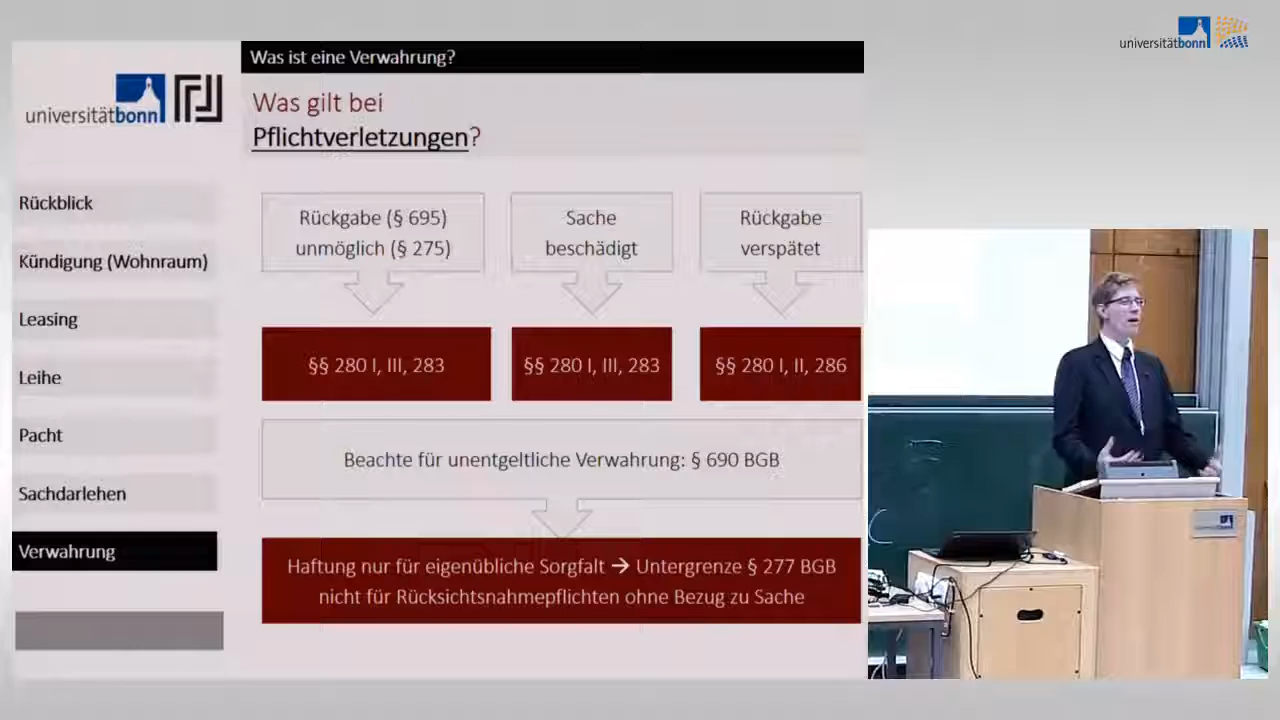 universitätbonn
Was ist eine Verwahrung?
universitätbonn
Was gilt bei
Pflichtverletzungen?
Rückblick
Kündigung (Wohnraum)
Leasing
Leihe
Pacht
Sachdarlehen
Verwahrung
Rückgabe (§ 695)
unmöglich (§ 275)
Sache
beschädigt
Rückgabe
verspätet
§§ 280 I, III, 283
§§ 280 I, III, 283
§§ 280 I, II, 286
Beachte für unentgeltliche Verwahrung: § 690 BGB
Haftung nur für eigenübliche Sorgfalt → Untergrenze § 277 BGB
nicht für Rücksichtsnahmepflichten ohne Bezug zu Sache